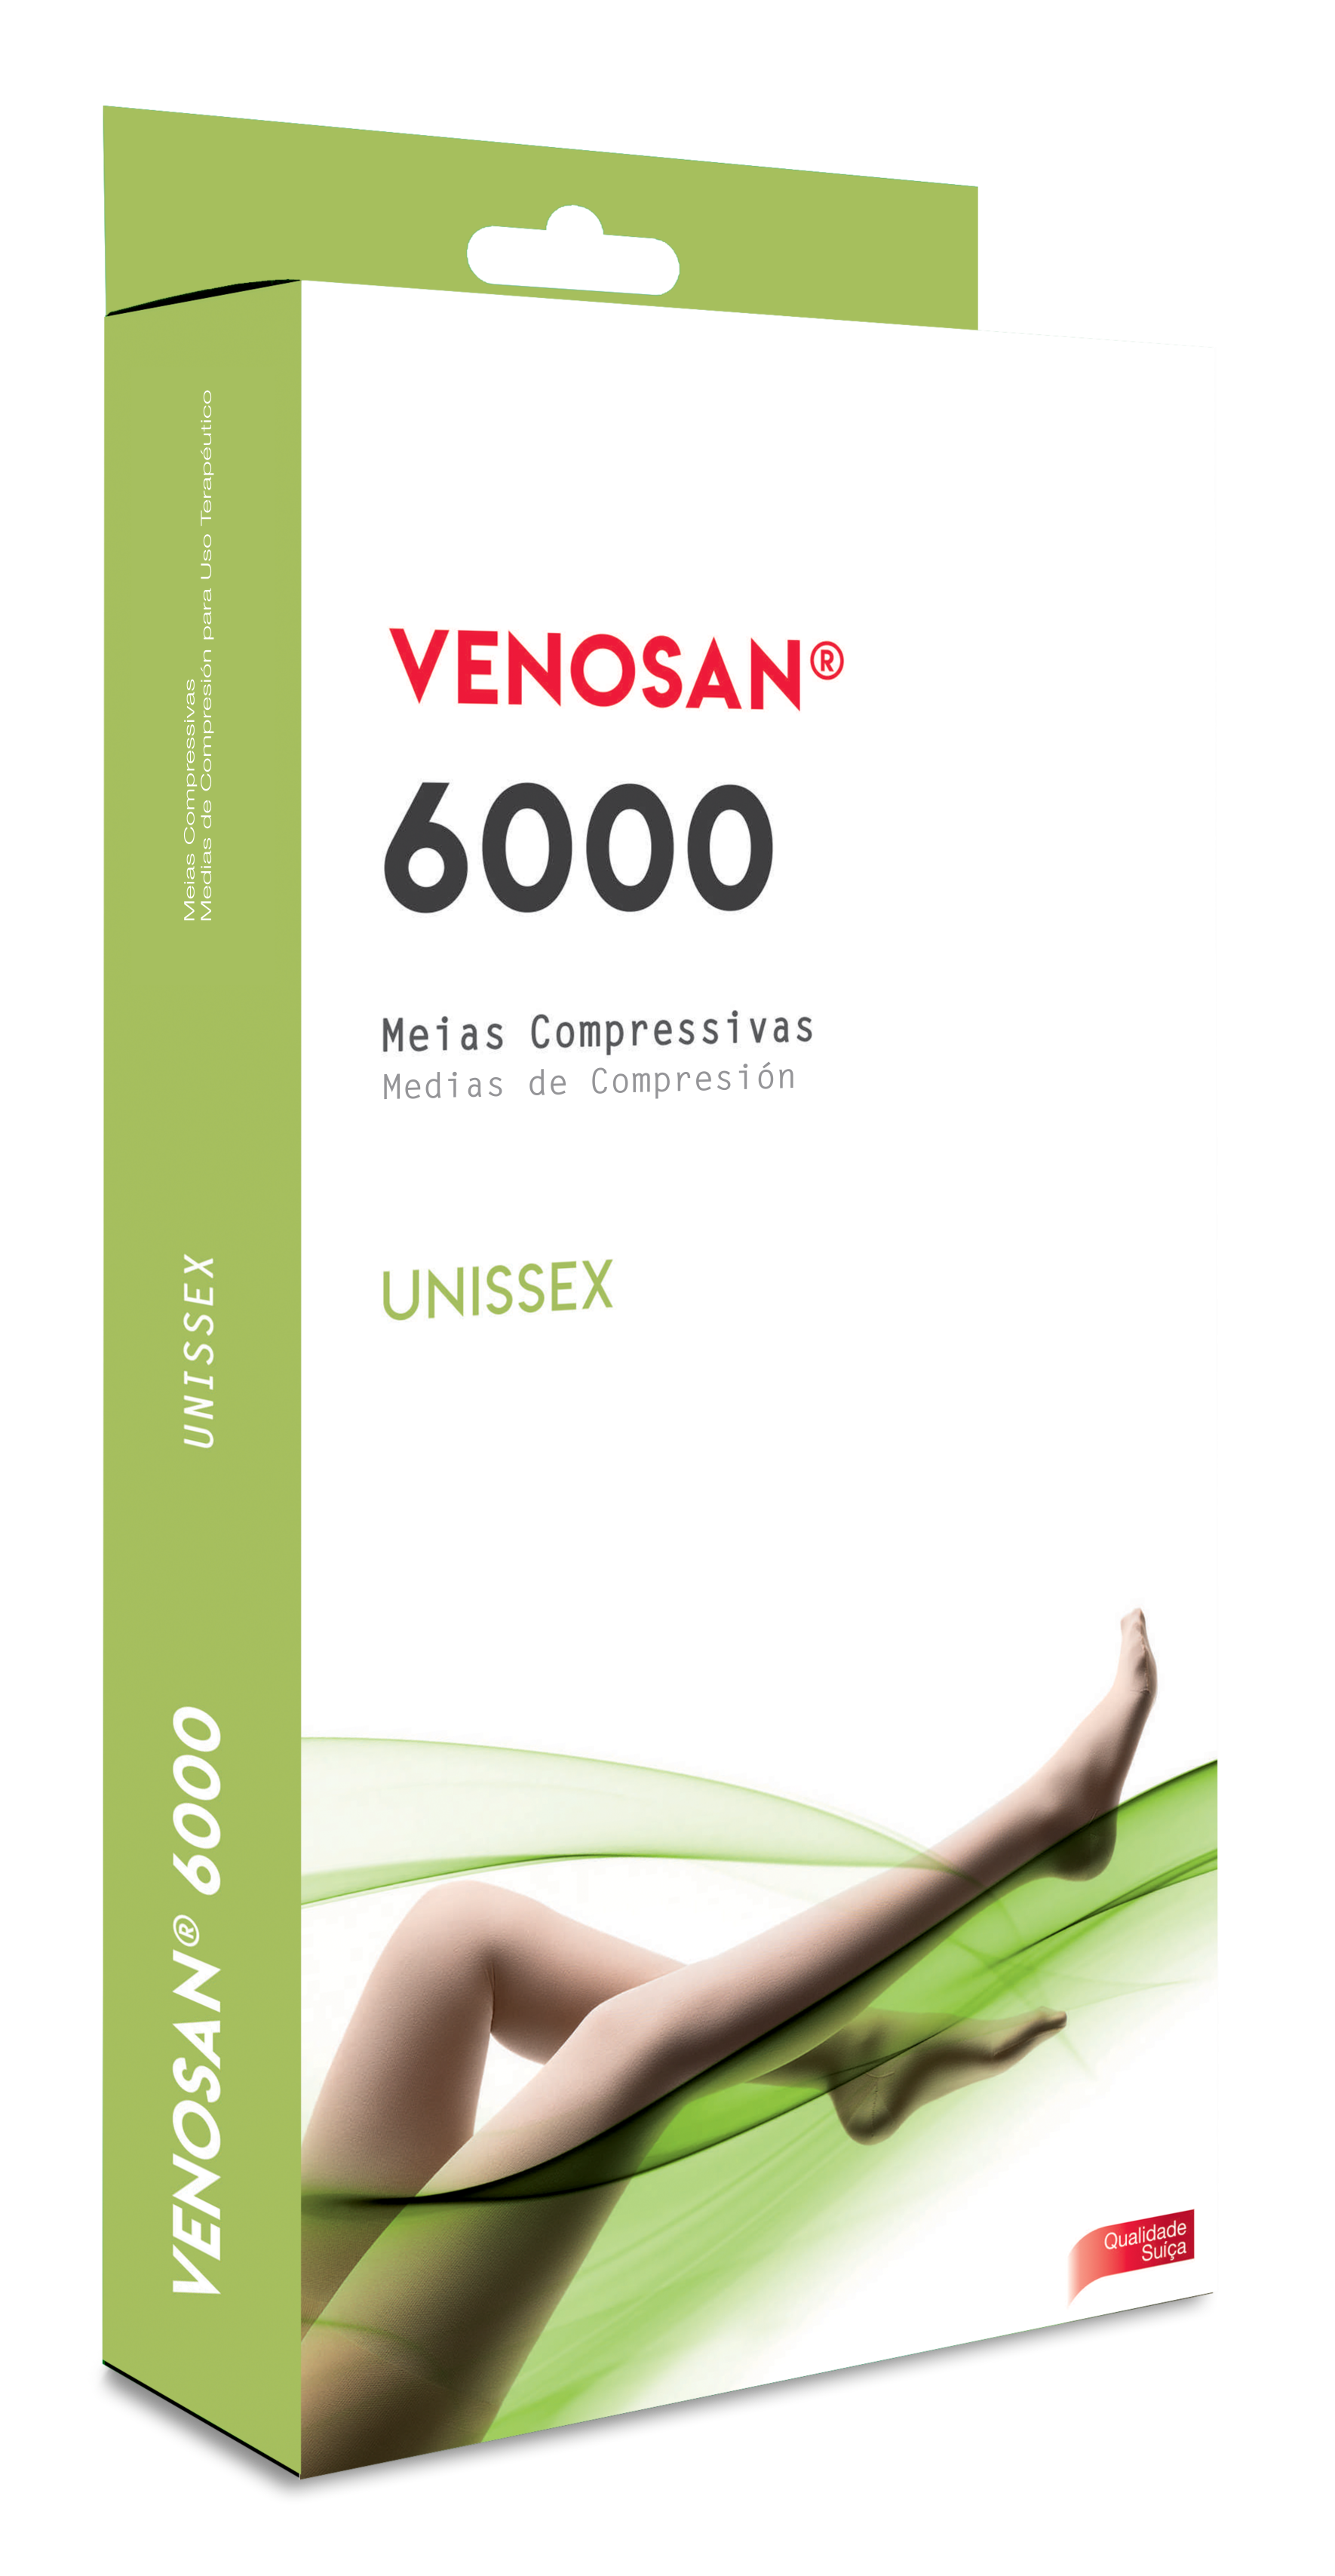 VENOSAN®
6000
Meias Compressivas
Medias de Compresión
UNISSEX
Qualidade
Suíça
Meias Compressivas
Medias de Compresión para Uso Terapéutico
UNISSEX
VENOSAN® 6000